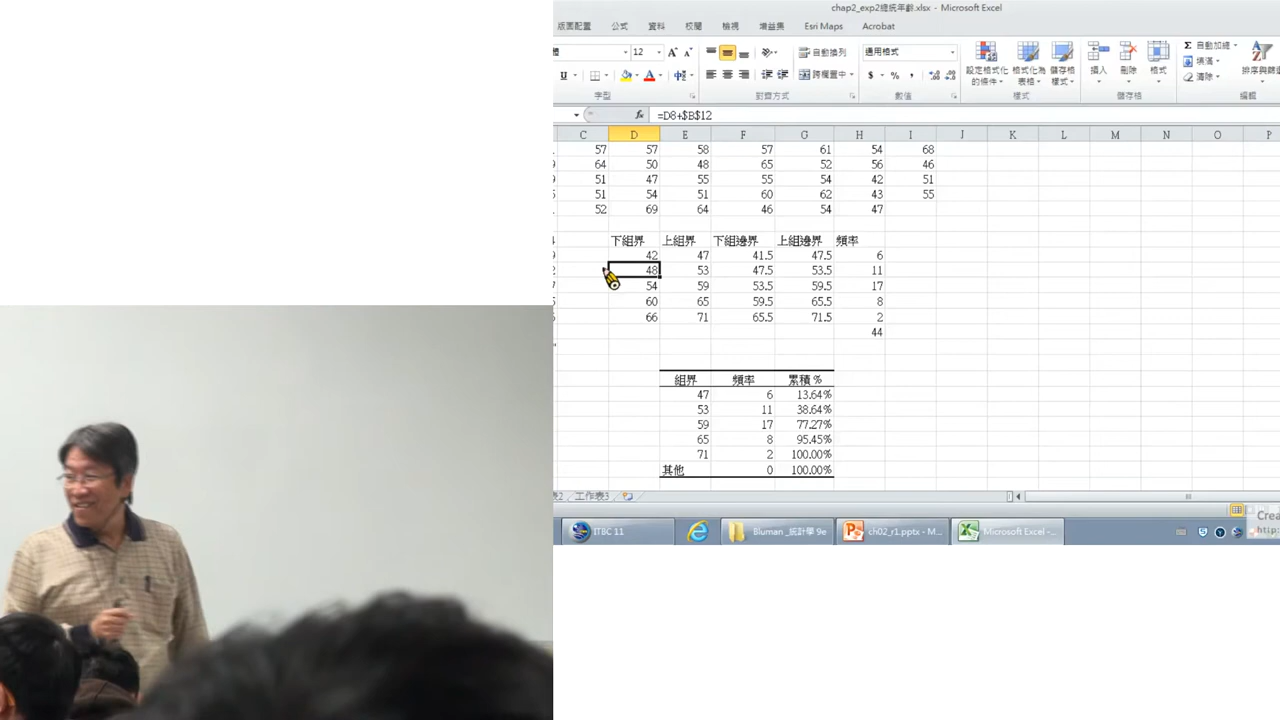 chap2_exp2總統年齡.xlsx - Microsoft Excel
版面配置 公式 資料 校閱 檢視 增益集 Esri Maps Acrobat
12 A A 自動換列 通用格式 Σ 自動加總
U A 跨欄置中 $ % , 設定格式化的條件 格式化為表格 儲存格樣式 插入 刪除 格式 填滿 清除 排序與篩選
字型 對齊方式 數值 樣式 儲存格 編輯
fx =D8+$B$12
C D E F G H I J K L M N O P
57 57 58 57 61 54 68
64 50 48 65 52 56 46
51 47 55 55 54 42 51
51 54 51 60 62 43 55
52 69 64 46 54 47
下組界 上組界 下組邊界 上組邊界 頻率
42 47 41.5 47.5 6
48 53 47.5 53.5 11
54 59 53.5 59.5 17
60 65 59.5 65.5 8
66 71 65.5 71.5 2
44
組界 頻率 累積 %
47 6 13.64%
53 11 38.64%
59 17 77.27%
65 8 95.45%
71 2 100.00%
其他 0 100.00%
工作表3
IT8C 11 Bluman _統計學 9e ch02_r1.pptx - M... Microsoft Excel -...
Crea
http: